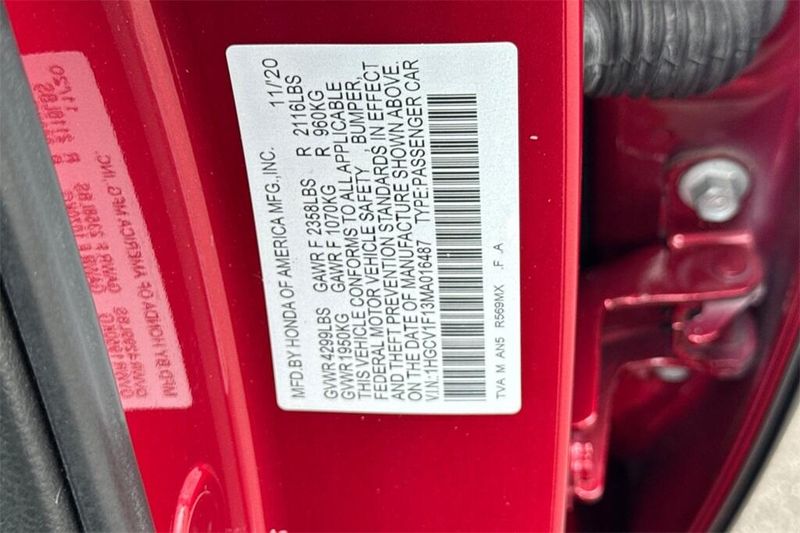 MFD.BY HONDA OF AMERICA MFG.,INC. 11/'20
GVWR 4299LBS GAWR F 2358LBS R 2116LBS
GVWR 1950KG GAWR F 1070KG R 960KG
THIS VEHICLE CONFORMS TO ALL APPLICABLE
FEDERAL MOTOR VEHICLE SAFETY, BUMPER,
AND THEFT PREVENTION STANDARDS IN EFFECT
ON THE DATE OF MANUFACTURE SHOWN ABOVE.
V.I.N.:1HGCV1F13MA016487 TYPE:PASSENGER CAR
TVA M AN5 R569MX .F .A